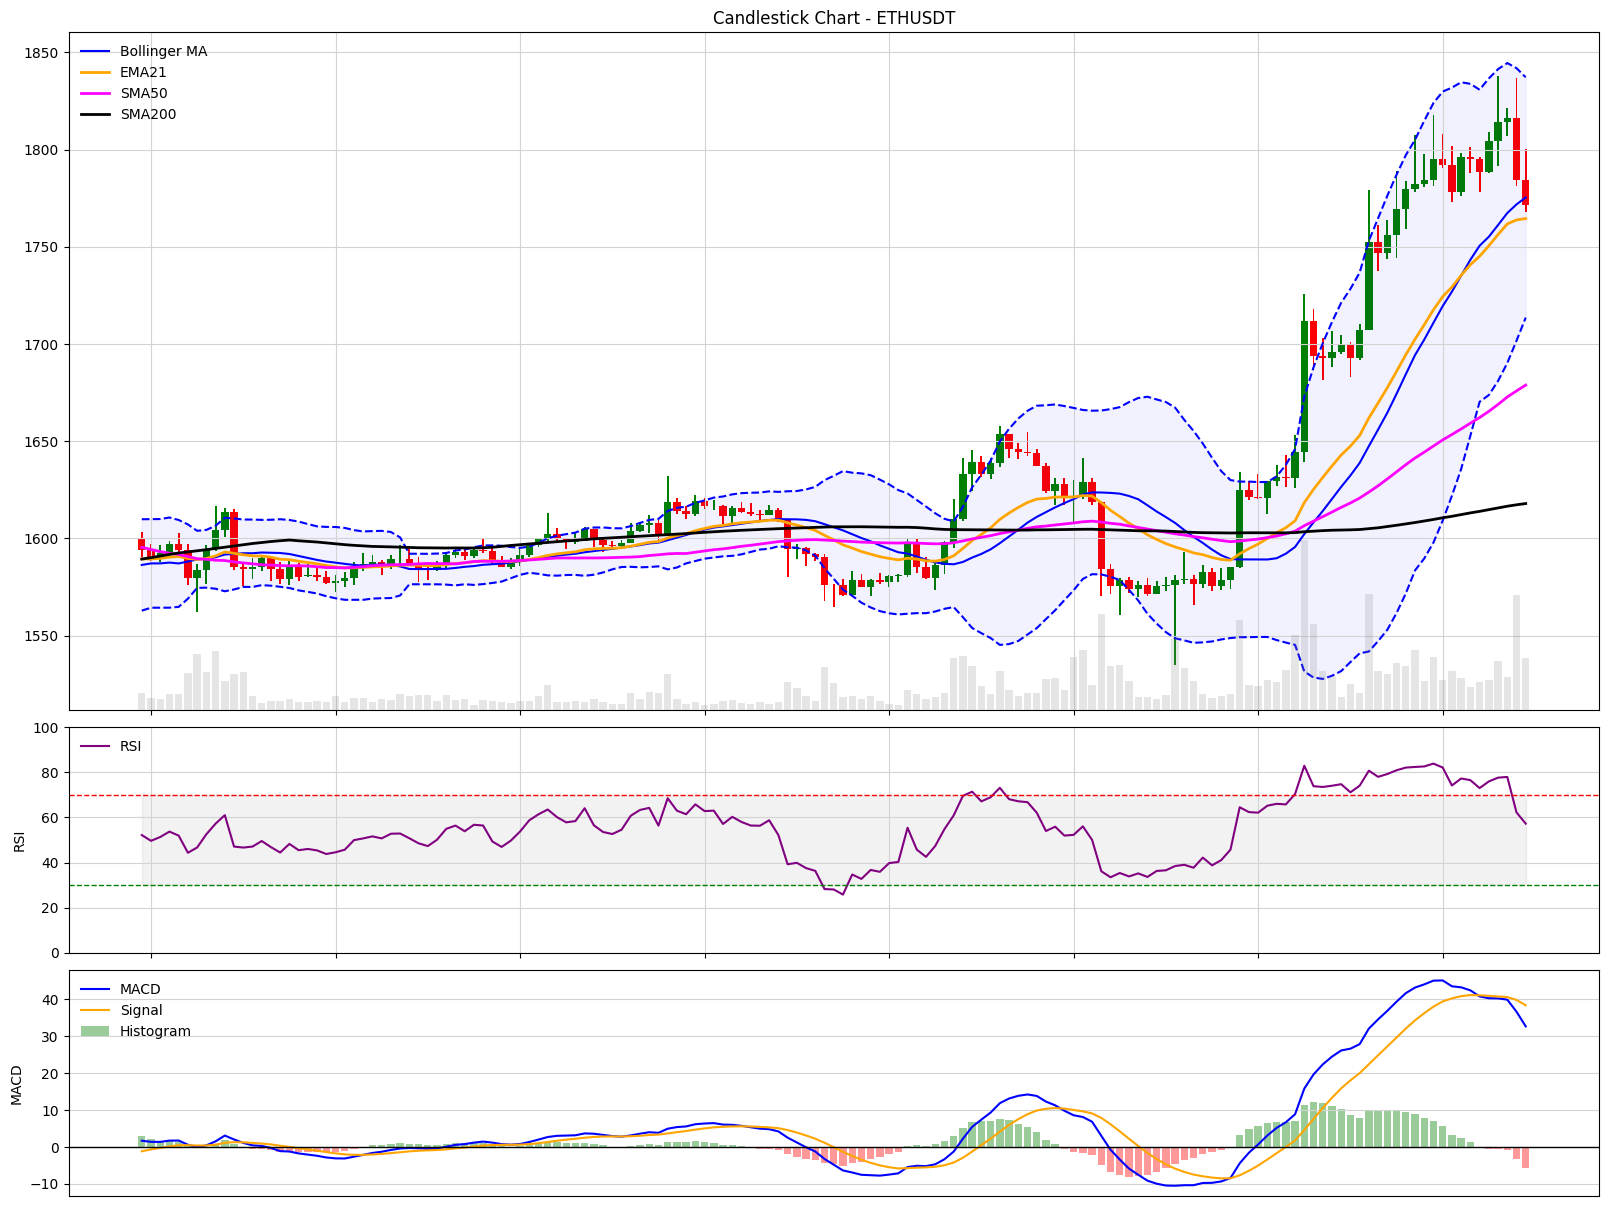 Candlestick Chart - ETHUSDT
Bollinger MA
EMA21
SMA50
SMA200
1850
1800
1750
1700
1650
1600
1550
RSI
100
80
60
40
20
0
RSI
MACD
Signal
Histogram
40
30
20
10
0
−10
MACD